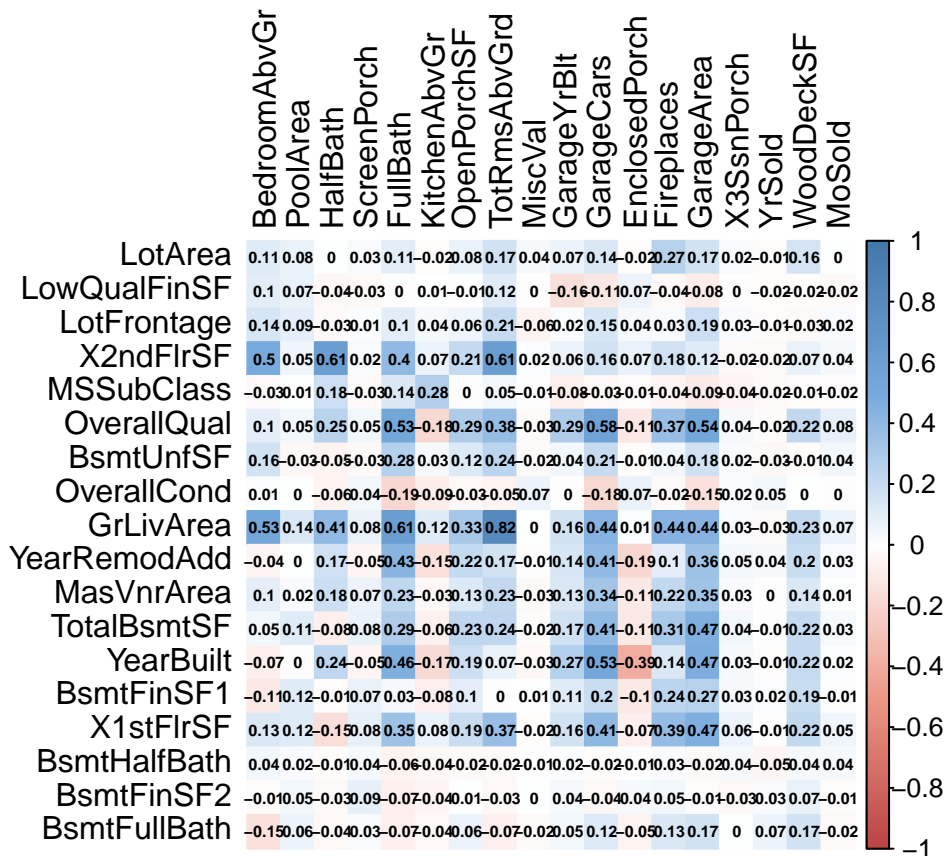 BedroomAbvGr
PoolArea
HalfBath
ScreenPorch
FullBath
KitchenAbvGr
OpenPorchSF
TotRmsAbvGrd
MiscVal
GarageYrBlt
GarageCars
EnclosedPorch
Fireplaces
GarageArea
X3SsnPorch
YrSold
WoodDeckSF
MoSold
LotArea 0.11 0.08 0 0.03 0.11 −0.02 0.08 0.17 0.04 0.07 0.14 −0.02 0.27 0.17 0.02 −0.01 0.16 0
LowQualFinSF 0.1 0.07 −0.04 −0.03 0 0.01 −0.01 0.12 0 −0.16 −0.11 0.07 −0.04 −0.08 0 −0.02 −0.02 −0.02
LotFrontage 0.14 0.09 −0.03 0.01 0.1 0.04 0.06 0.21 −0.06 0.02 0.15 0.04 0.03 0.19 0.03 −0.01 −0.03 0.02
X2ndFlrSF 0.5 0.05 0.61 0.02 0.4 0.07 0.21 0.61 0.02 0.06 0.16 0.07 0.18 0.12 −0.02 −0.02 0.07 0.04
MSSubClass −0.03 0.01 0.18 −0.03 0.14 0.28 0 0.05 −0.01 −0.08 −0.03 −0.01 −0.04 −0.09 −0.04 −0.02 −0.01 −0.02
OverallQual 0.1 0.05 0.25 0.05 0.53 −0.18 0.29 0.38 −0.03 0.29 0.58 −0.11 0.37 0.54 0.04 −0.02 0.22 0.08
BsmtUnfSF 0.16 −0.03 −0.05 −0.03 0.28 0.03 0.12 0.24 −0.02 0.04 0.21 −0.01 0.04 0.18 0.02 −0.03 −0.01 0.04
OverallCond 0.01 0 −0.06 0.04 −0.19 −0.09 −0.03 −0.05 0.07 0 −0.18 0.07 −0.02 −0.15 0.02 0.05 0 0
GrLivArea 0.53 0.14 0.41 0.08 0.61 0.12 0.33 0.82 0 0.16 0.44 0.01 0.44 0.44 0.03 −0.03 0.23 0.07
YearRemodAdd −0.04 0 0.17 −0.05 0.43 −0.15 0.22 0.17 −0.01 0.14 0.41 −0.19 0.1 0.36 0.05 0.04 0.2 0.03
MasVnrArea 0.1 0.02 0.18 0.07 0.23 −0.03 0.13 0.23 −0.03 0.13 0.34 −0.11 0.22 0.35 0.03 0 0.14 0.01
TotalBsmtSF 0.05 0.11 −0.08 0.08 0.29 −0.06 0.23 0.24 −0.02 0.17 0.41 −0.11 0.31 0.47 0.04 −0.01 0.22 0.03
YearBuilt −0.07 0 0.24 −0.05 0.46 −0.17 0.19 0.07 −0.03 0.27 0.53 −0.39 0.14 0.47 0.03 −0.01 0.22 0.02
BsmtFinSF1 −0.11 0.12 −0.01 0.07 0.03 −0.08 0.1 0 0.01 0.11 0.2 −0.1 0.24 0.27 0.03 0.02 0.19 −0.01
X1stFlrSF 0.13 0.12 −0.15 0.08 0.35 0.08 0.19 0.37 −0.02 0.16 0.41 −0.07 0.39 0.47 0.06 −0.01 0.22 0.05
BsmtHalfBath 0.04 0.02 −0.01 0.04 −0.06 −0.04 −0.02 −0.02 −0.01 0.02 −0.02 −0.01 0.03 −0.02 0.04 −0.05 0.04 0.04
BsmtFinSF2 −0.01 0.05 −0.03 0.09 −0.07 −0.04 0.01 −0.03 0 0.04 −0.04 0.04 0.05 −0.01 −0.03 0.03 0.07 −0.01
BsmtFullBath −0.15 0.06 −0.04 0.03 −0.07 −0.04 0.06 −0.07 −0.02 0.05 0.12 −0.05 0.13 0.17 0 0.07 0.17 −0.02
1
0.8
0.6
0.4
0.2
0
−0.2
−0.4
−0.6
−0.8
−1